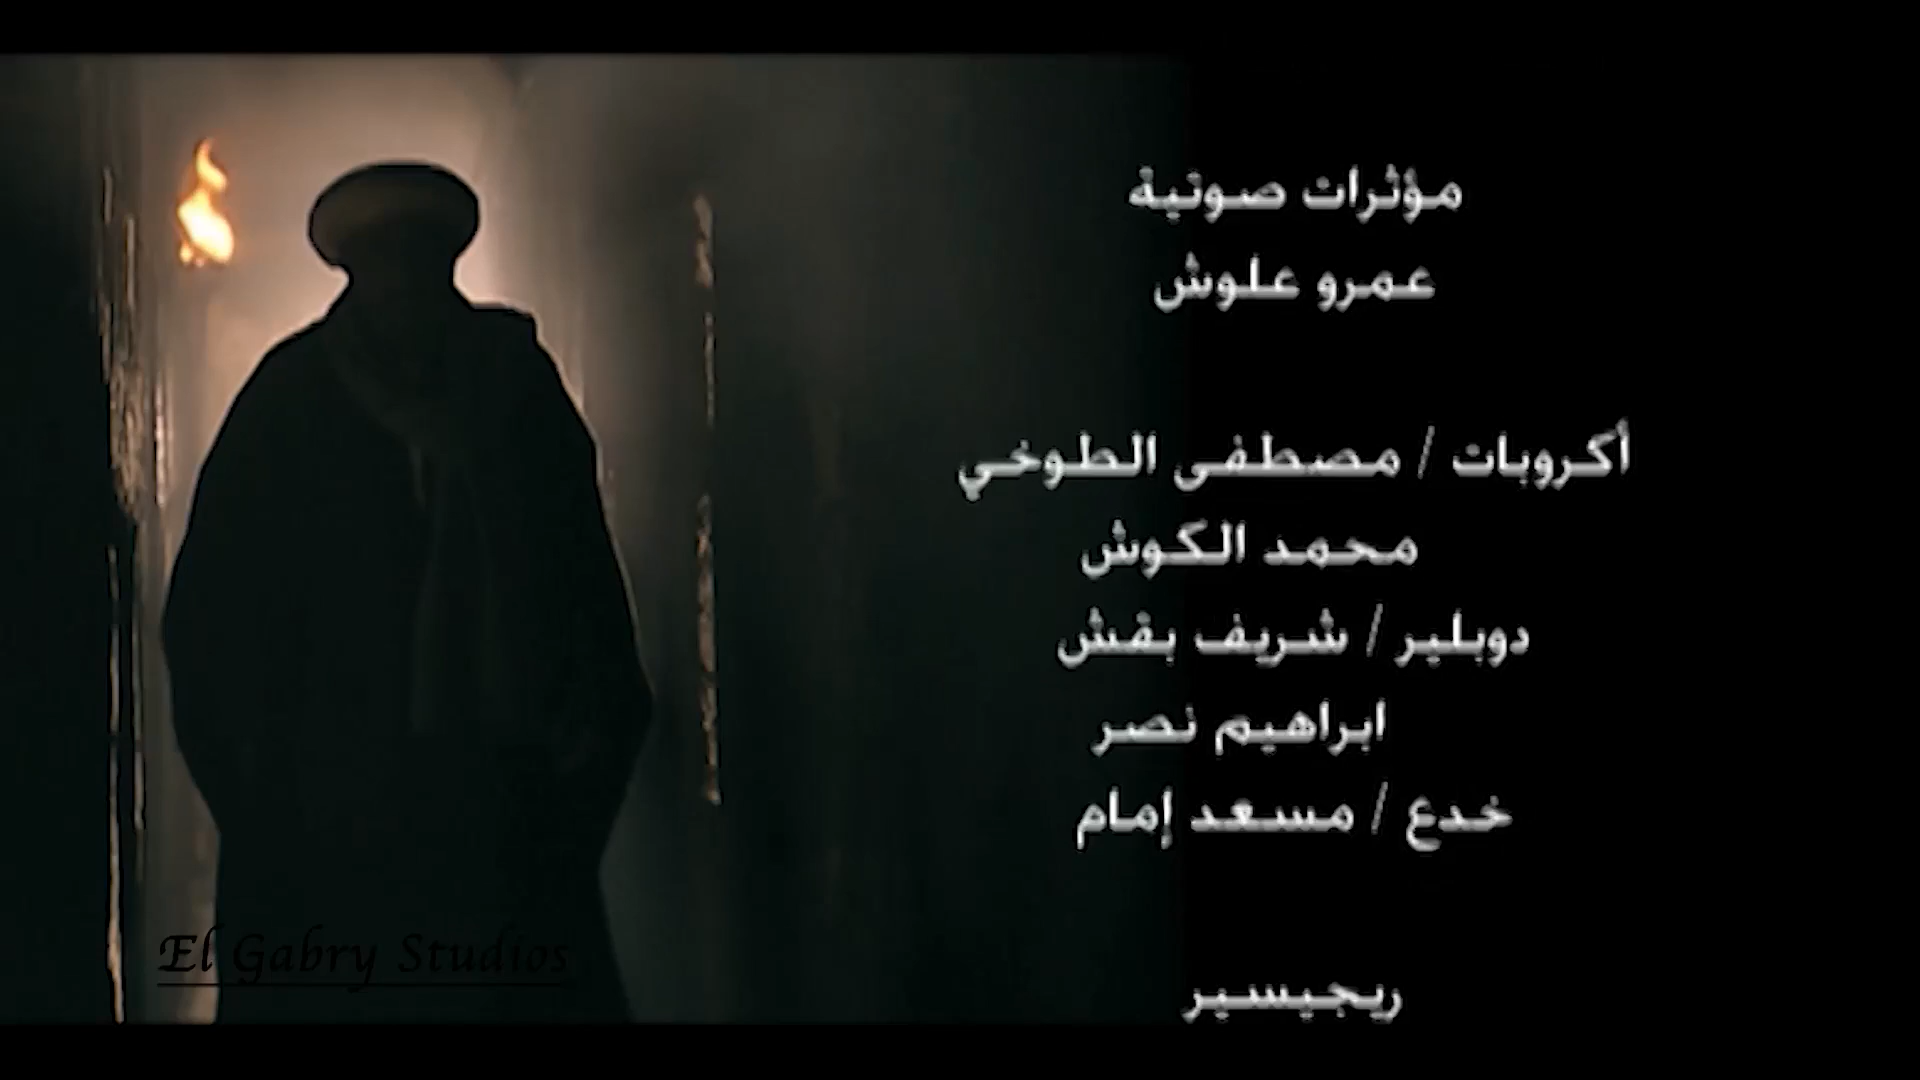 مؤثرات صوتية
عمرو علوش
أكروبات / مصطفى الطوخي
محمد الكوش
دوبلير / شريف بقش
ابراهيم نصر
خدع / مسعد إمام
ريجيسير
El Gabry Studios